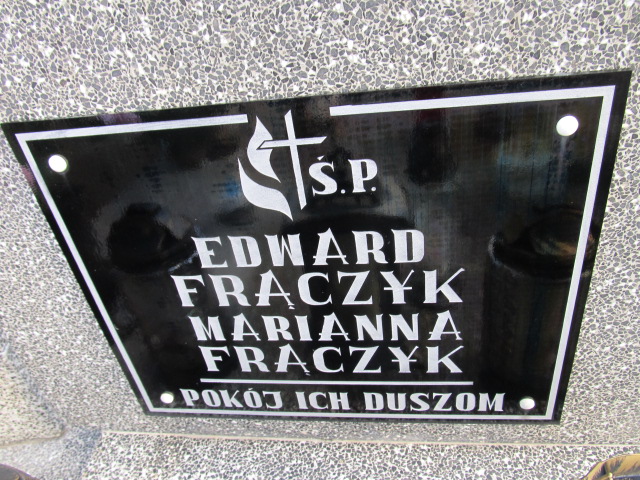 Ś.P.
EDWARD
FRĄCZYK
MARIANNA
FRĄCZYK
POKÓJ ICH DUSZOM